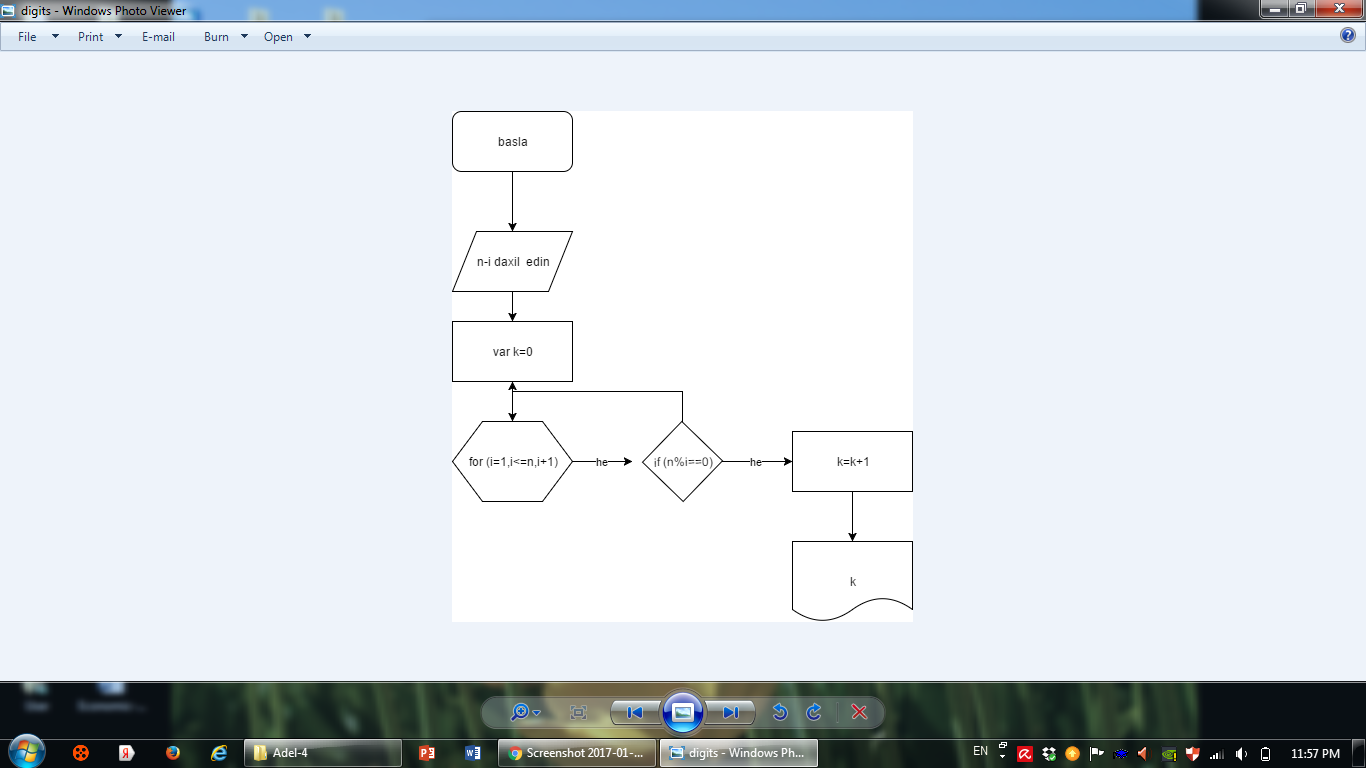 digits - Windows Photo Viewer
File Print E-mail Burn Open
basla
n-i daxil edin
var k=0
for (i=1,i<=n,i+1)
he
if (n%i==0)
he
k=k+1
k
Adel-4
Screenshot 2017-01-...
digits - Windows Ph...
EN
11:57 PM